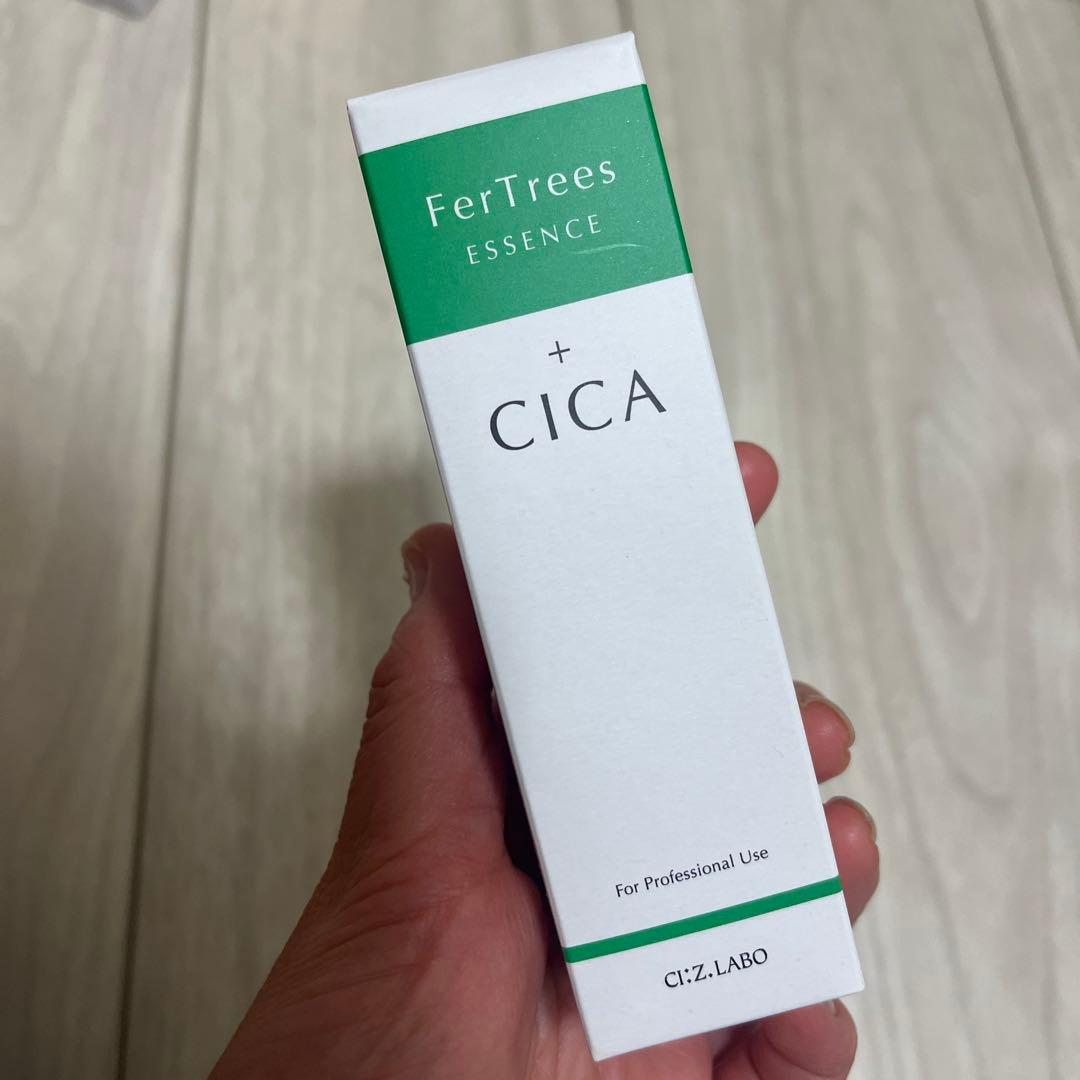 FerTrees
ESSENCE
+
CICA
For Professional Use
CI:Z.LABO